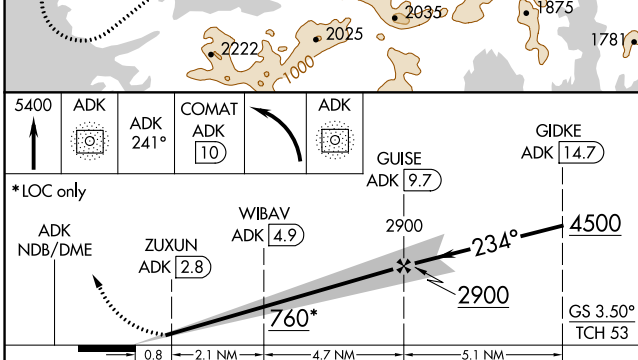 2035
1875
2025
2222
1781
1000
5400
ADK
ADK
241°
COMAT
ADK
10
ADK
GIDKE
ADK 14.7
GUISE
ADK 9.7
*LOC only
WIBAV
ADK 4.9
ADK
NDB/DME
ZUXUN
ADK 2.8
2900
234°
4500
2900
760*
GS 3.50°
TCH 53
0.8
2.1 NM
4.7 NM
5.1 NM